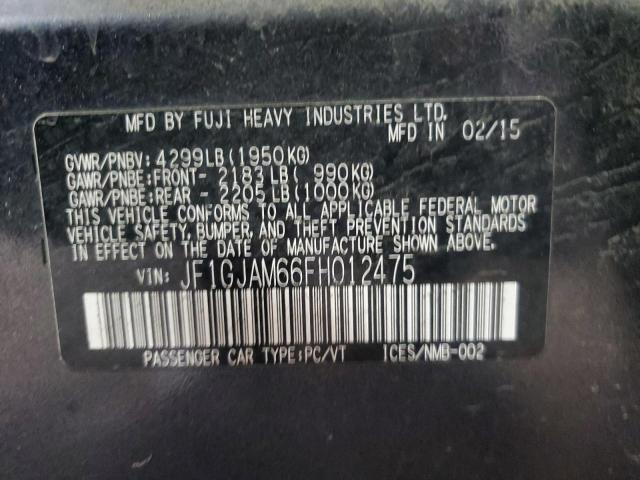 MFD BY FUJI HEAVY INDUSTRIES LTD.
MFD IN 02/15
GVWR/PNBV: 4299LB(1950KG)
GAWR/PNBE:FRONT- 2183LB( 990KG)
GAWR/PNBE:REAR - 2205LB(1000KG)
THIS VEHICLE CONFORMS TO ALL APPLICABLE FEDERAL MOTOR
VEHICLE SAFETY, BUMPER, AND THEFT PREVENTION STANDARDS
IN EFFECT ON THE DATE OF MANUFACTURE SHOWN ABOVE.
VIN: JF1GJAM66FH012475
PASSENGER CAR TYPE:PC/VT ICES/NMB-002